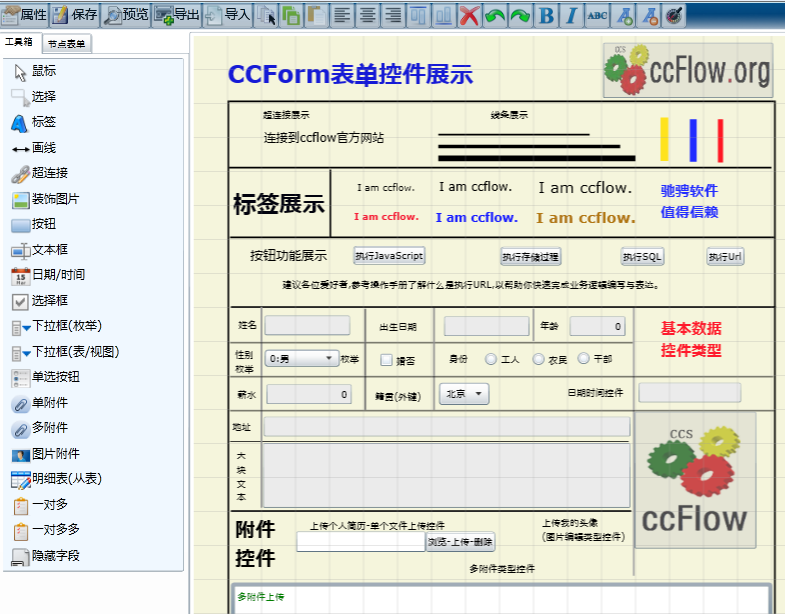 属性 保存 预览 导出 导入 B I ABC
工具箱 节点表单
鼠标
选择
标签
画线
超连接
装饰图片
按钮
文本框
日期/时间
选择框
下拉框(枚举)
下拉框(表/视图)
单选按钮
单附件
多附件
图片附件
明细表(从表)
一对多
一对多多
隐藏字段
CCForm表单控件展示
CCS
ccFlow.org
超连接展示 线条展示
连接到ccflow官方网站
标签展示
I am ccflow. I am ccflow. I am ccflow.
I am ccflow. I am ccflow. I am ccflow.
驰骋软件
值得信赖
按钮功能展示 执行JavaScript 执行存储过程 执行SQL 执行Url
建议各位爱好者,参考操作手册了解什么是执行URL,以帮助你快速完成业务逻辑编写与表达。
姓名 出生日期 年龄 0
基本数据
控件类型
性别
枚举
0:男 枚举 婚否 身份 工人 农民 干部
薪水 0 籍贯(外键) 北京 日期时间控件
地址
大
块
文
本
CCS
ccFlow
附件
控件
上传个人简历-单个文件上传控件
浏览-上传-删除
上传我的头像
(图片编辑类型控件)
多附件类型控件
多附件上传